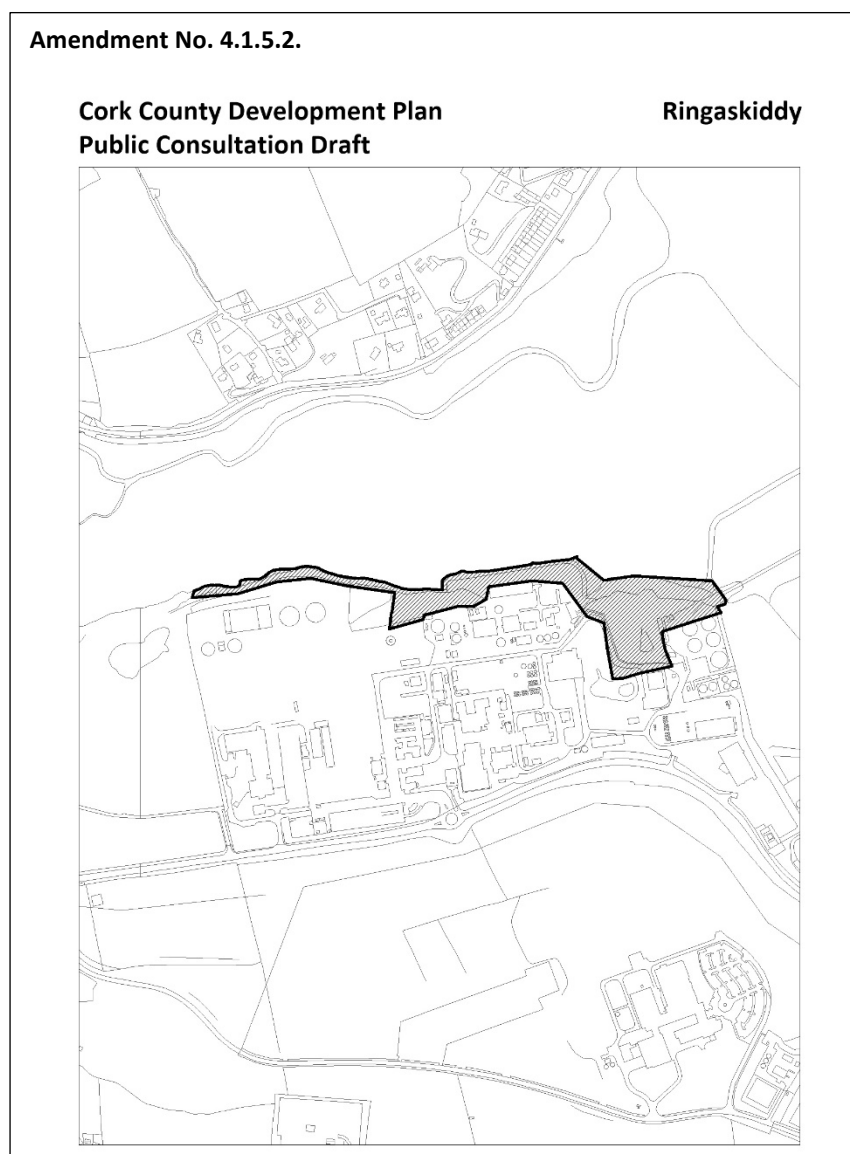 Amendment No. 4.1.5.2.
Cork County Development Plan Ringaskiddy
Public Consultation Draft